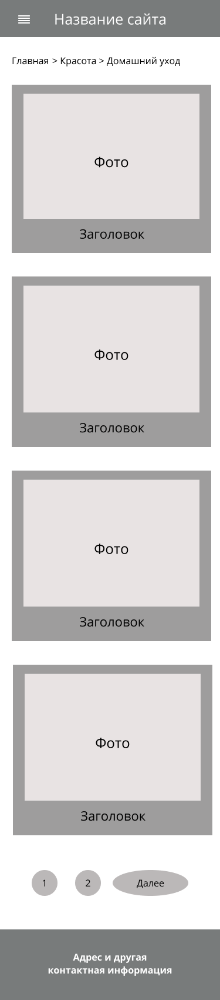 Название сайта
Главная > Красота > Домашний уход
Фото
Заголовок
Фото
Заголовок
Фото
Заголовок
Фото
Заголовок
1 2 Далее
Адрес и другая
контактная информация